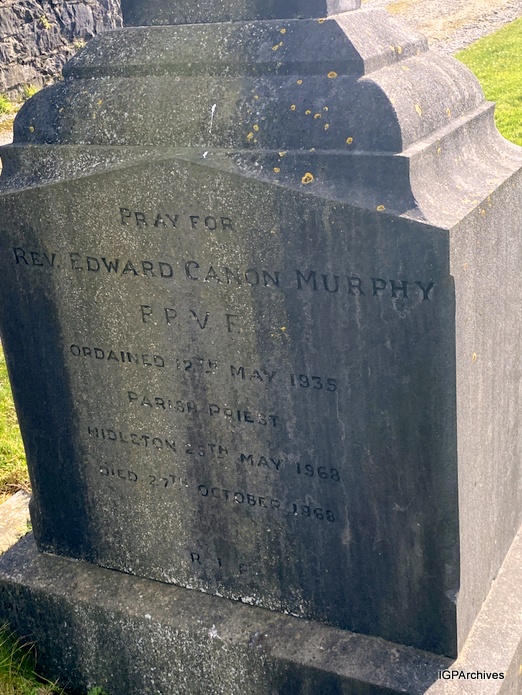 PRAY FOR
REV. EDWARD CANON MURPHY
P.P. V.F.
ORDAINED 12TH MAY 1935
PARISH PRIEST
MIDLETON 25TH MAY 1968
DIED 27TH OCTOBER 1968
R.I.P.
IGPArchives